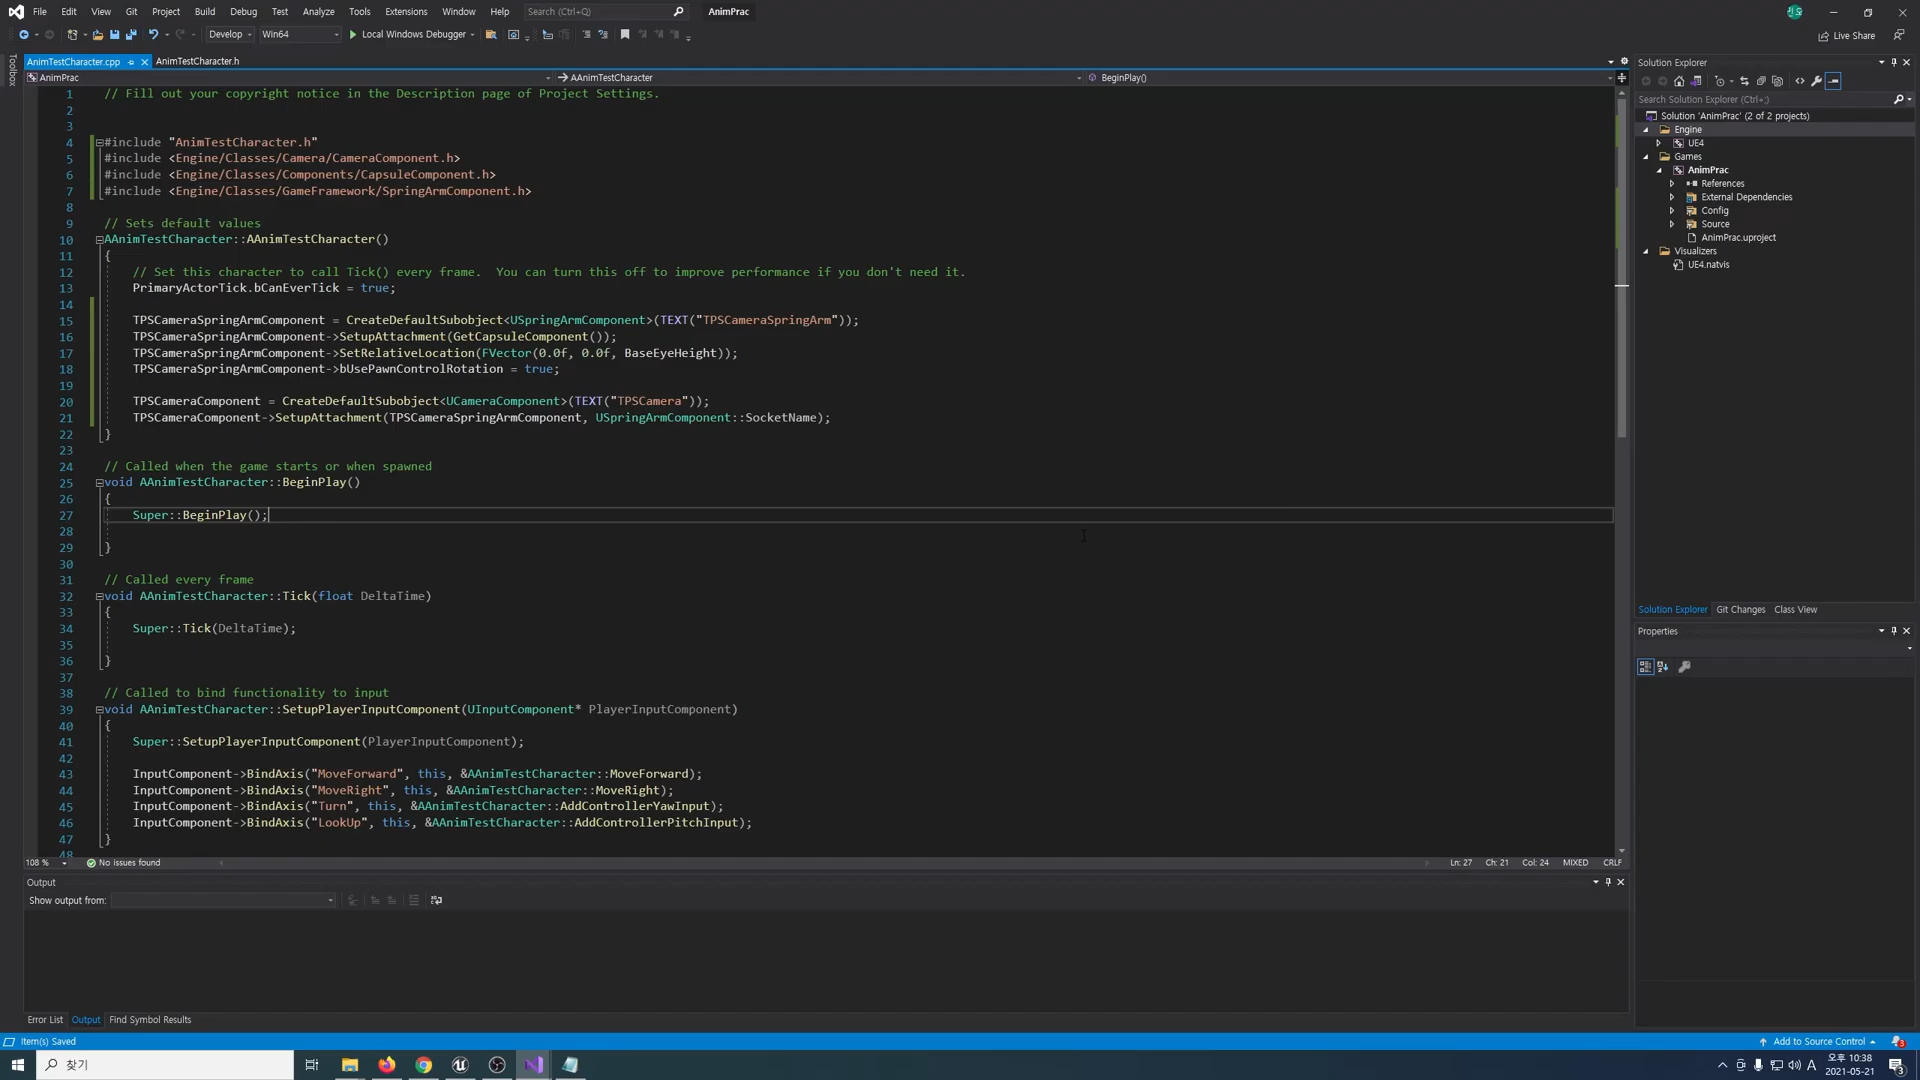 File Edit View Git Project Build Debug Test Analyze Tools Extensions Window Help Search (Ctrl+Q) AnimPrac
Develop Win64 Local Windows Debugger Live Share
Toolbox
AnimTestCharacter.cpp AnimTestCharacter.h
AnimPrac AAnimTestCharacter BeginPlay()
1 // Fill out your copyright notice in the Description page of Project Settings.
2
3
4 #include "AnimTestCharacter.h"
5 #include <Engine/Classes/Camera/CameraComponent.h>
6 #include <Engine/Classes/Components/CapsuleComponent.h>
7 #include <Engine/Classes/GameFramework/SpringArmComponent.h>
8
9 // Sets default values
10 AAnimTestCharacter::AAnimTestCharacter()
11 {
12 // Set this character to call Tick() every frame.  You can turn this off to improve performance if you don't need it.
13 PrimaryActorTick.bCanEverTick = true;
14
15 TPSCameraSpringArmComponent = CreateDefaultSubobject<USpringArmComponent>(TEXT("TPSCameraSpringArm"));
16 TPSCameraSpringArmComponent->SetupAttachment(GetCapsuleComponent());
17 TPSCameraSpringArmComponent->SetRelativeLocation(FVector(0.0f, 0.0f, BaseEyeHeight));
18 TPSCameraSpringArmComponent->bUsePawnControlRotation = true;
19
20 TPSCameraComponent = CreateDefaultSubobject<UCameraComponent>(TEXT("TPSCamera"));
21 TPSCameraComponent->SetupAttachment(TPSCameraSpringArmComponent, USpringArmComponent::SocketName);
22 }
23
24 // Called when the game starts or when spawned
25 void AAnimTestCharacter::BeginPlay()
26 {
27 Super::BeginPlay();
28
29 }
30
31 // Called every frame
32 void AAnimTestCharacter::Tick(float DeltaTime)
33 {
34 Super::Tick(DeltaTime);
35
36 }
37
38 // Called to bind functionality to input
39 void AAnimTestCharacter::SetupPlayerInputComponent(UInputComponent* PlayerInputComponent)
40 {
41 Super::SetupPlayerInputComponent(PlayerInputComponent);
42
43 InputComponent->BindAxis("MoveForward", this, &AAnimTestCharacter::MoveForward);
44 InputComponent->BindAxis("MoveRight", this, &AAnimTestCharacter::MoveRight);
45 InputComponent->BindAxis("Turn", this, &AAnimTestCharacter::AddControllerYawInput);
46 InputComponent->BindAxis("LookUp", this, &AAnimTestCharacter::AddControllerPitchInput);
47 }
48
108 % No issues found Ln: 27 Ch: 21 Col: 24 MIXED CRLF
Output
Show output from:
Error List Output Find Symbol Results
Solution Explorer
Search Solution Explorer (Ctrl+;)
Solution 'AnimPrac' (2 of 2 projects)
Engine
UE4
Games
AnimPrac
References
External Dependencies
Config
Source
AnimPrac.uproject
Visualizers
UE4.natvis
Solution Explorer Git Changes Class View
Properties
Item(s) Saved Add to Source Control 3
찾기 A 오후 10:38
2021-05-21 3